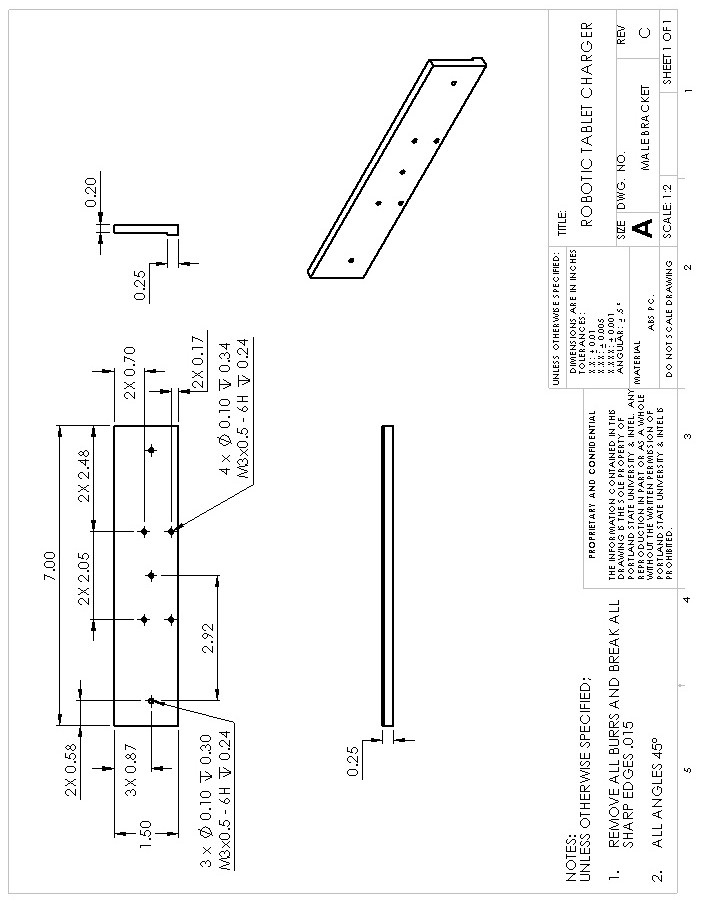 0.20
0.25
7.00
2X 2.48
2X 2.05
2X 0.58
3X 0.87
1.50
2.92
2X 0.70
2X 0.17
4 x Ø 0.10 ↧ 0.34
M3x0.5 - 6H ↧ 0.24
3 x Ø 0.10 ↧ 0.30
M3x0.5 - 6H ↧ 0.24
0.25
NOTES:
UNLESS OTHERWISE SPECIFIED;
1. REMOVE ALL BURRS AND BREAK ALL
SHARP EDGES .015
2. ALL ANGLES 45°
PROPRIETARY AND CONFIDENTIAL
THE INFORMATION CONTAINED IN THIS
DRAWING IS THE SOLE PROPERTY OF
PORTLAND STATE UNIVERSITY & INTEL. ANY
REPRODUCTION IN PART OR AS A WHOLE
WITHOUT THE WRITTEN PERMISSION OF
PORTLAND STATE UNIVERSITY & INTEL IS
PROHIBITED.
UNLESS OTHERWISE SPECIFIED:
DIMENSIONS ARE IN INCHES
TOLERANCES:
X.X: ± 0.01
X.XX: ± 0.005
X.XXX: ± 0.001
ANGULAR: ± .5°
MATERIAL
ABS PC.
DO NOT SCALE DRAWING
TITLE:
ROBOTIC TABLET CHARGER
SIZE DWG. NO. REV
A MALE BRACKET C
SCALE: 1:2 SHEET 1 OF 1
5
4
3
2
1